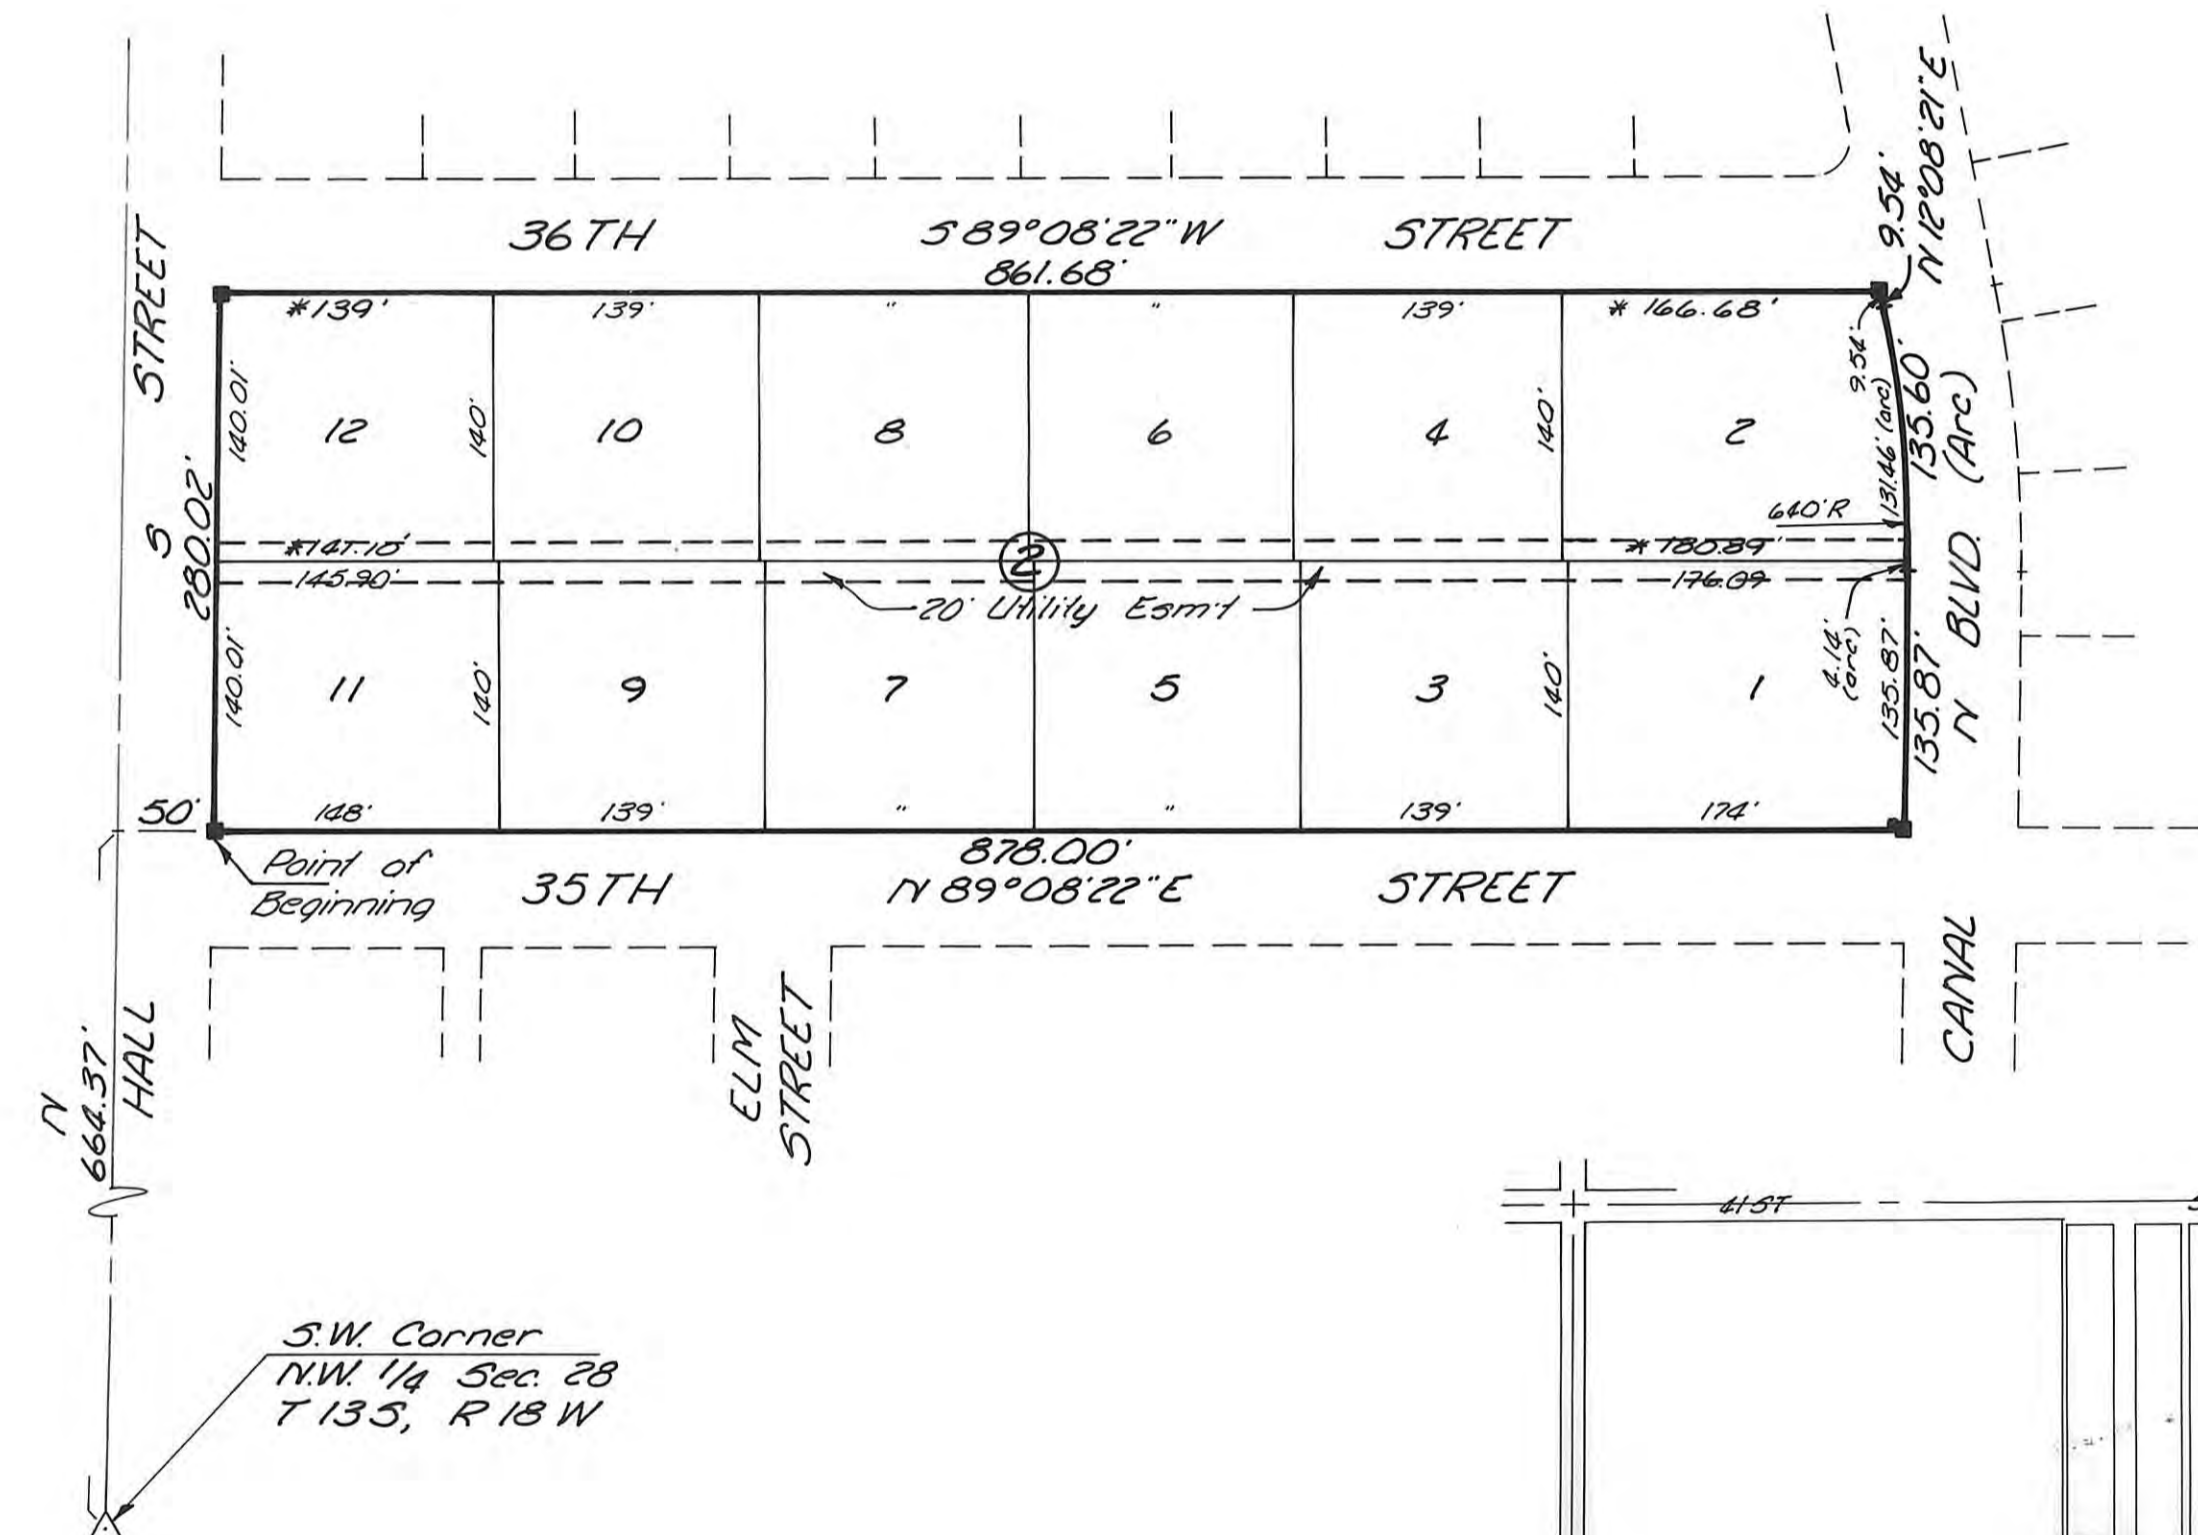 N 12°08'21" E
9.54'
36TH S 89°08'22" W STREET
861.68'
*139' 139' " " 139' * 166.68'
STREET
140.01' 140' 140' 9.54' 131.46' (arc) 135.60' (Arc)
12 10 8 6 4 2
640' R
S
280.02'
*180.89'
2
145.90' 176.09
20' Utility Esm't
4.14' (arc)
140.01' 140' 140' 135.87' 135.87'
11 9 7 5 3 1
N BLVD.
50' 148' 139' " " 139' 174'
878.00'
Point of
Beginning
35TH N 89°08'22" E STREET
CANAL
HALL
ELM
STREET
N
664.37'
41ST
S.W. Corner
N.W. 1/4 Sec. 28
T 13 S, R 18 W